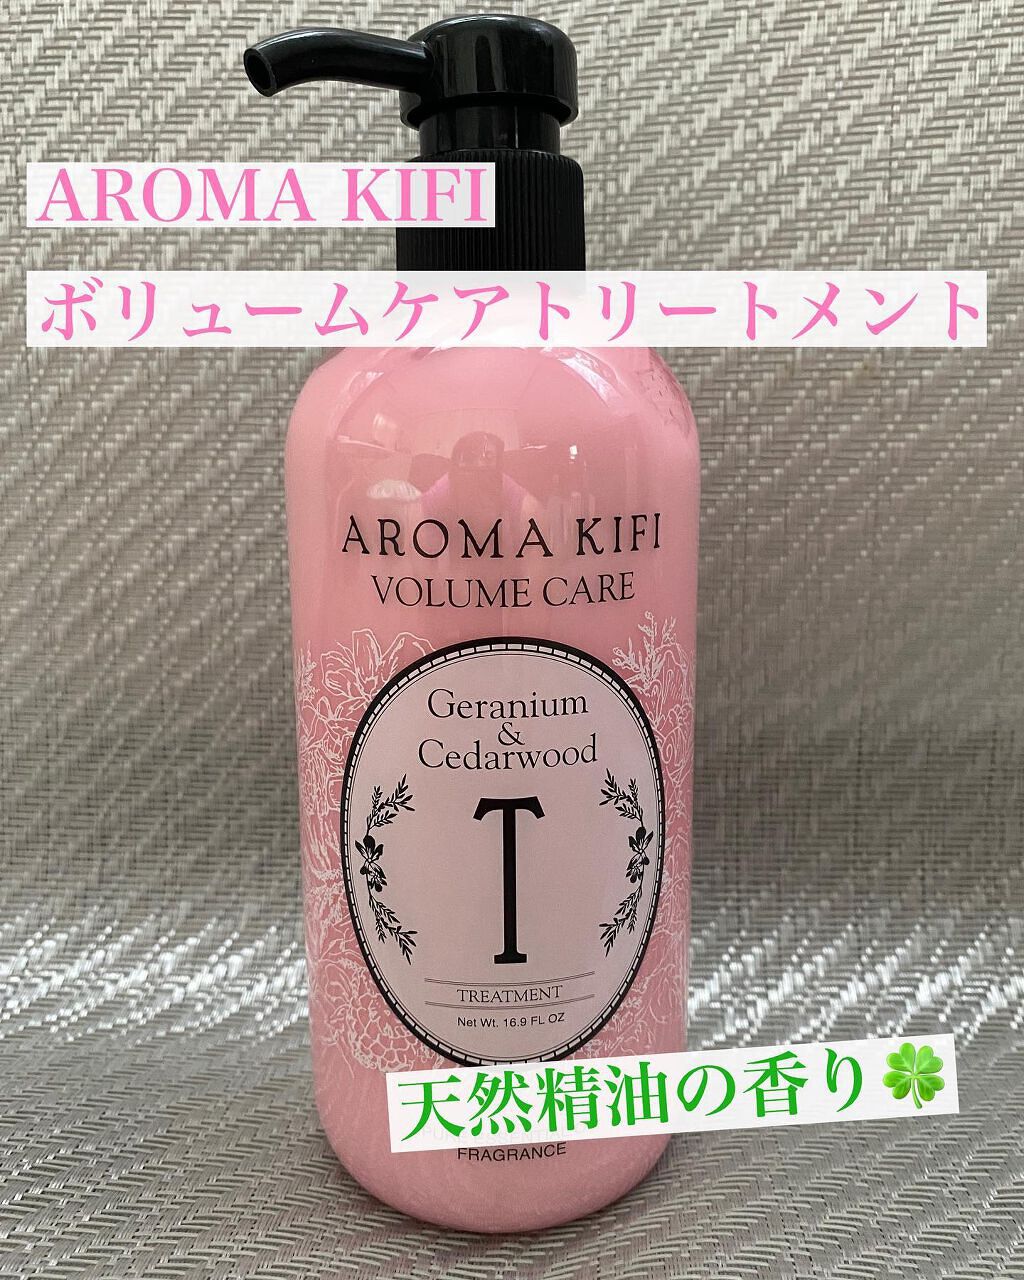 AROMA KIFI
ボリュームケアトリートメント
AROMA KIFI
VOLUME CARE
Geranium
&
Cedarwood
T
TREATMENT
Net Wt. 16.9 FL OZ
天然精油の香り🍀
FRAGRANCE